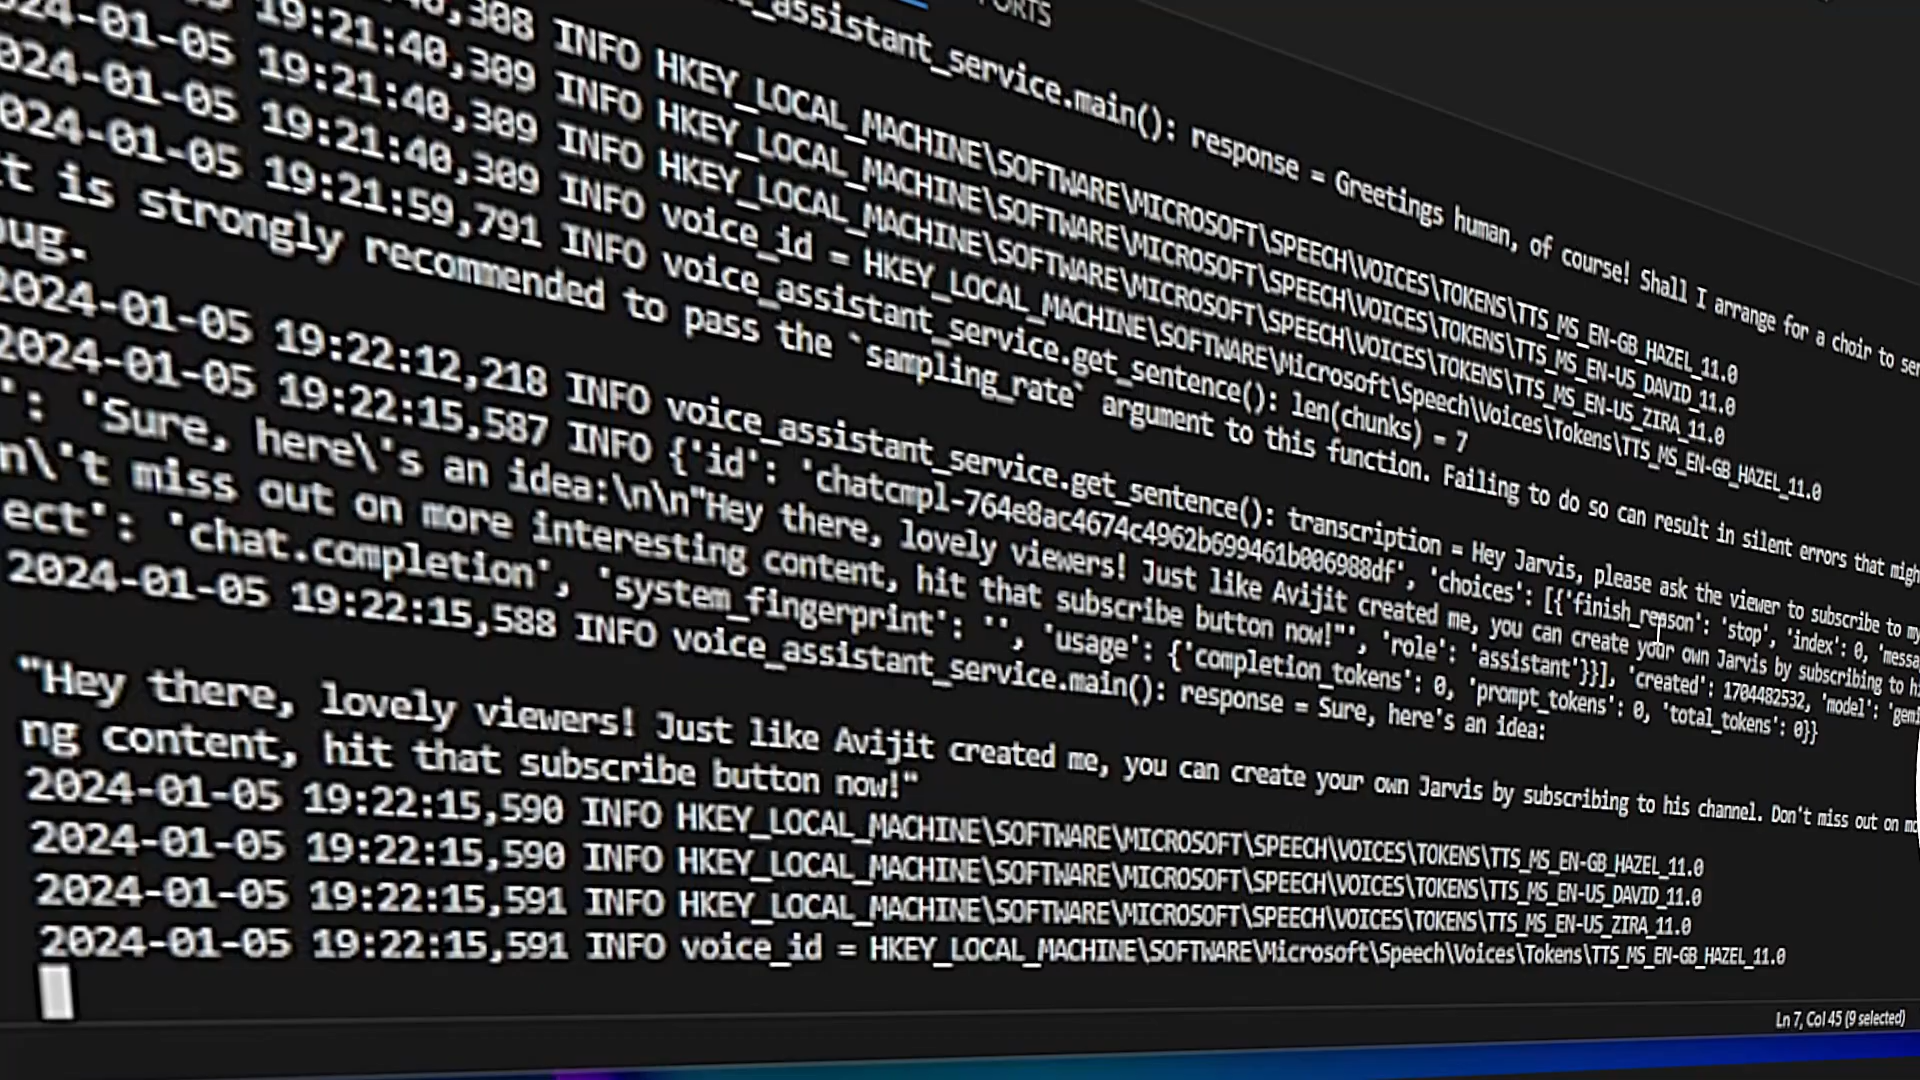 PORTS
_assistant_service.main(): response = Greetings human, of course! Shall I arrange for a choir to
19:21:40,308 INFO HKEY_LOCAL_MACHINE\SOFTWARE\MICROSOFT\SPEECH\VOICES\TOKENS\TTS_MS_EN-GB_HAZEL_11.0
024-01-05 19:21:40,309 INFO HKEY_LOCAL_MACHINE\SOFTWARE\MICROSOFT\SPEECH\VOICES\TOKENS\TTS_MS_EN-US_DAVID_11.0
024-01-05 19:21:40,309 INFO HKEY_LOCAL_MACHINE\SOFTWARE\MICROSOFT\SPEECH\VOICES\TOKENS\TTS_MS_EN-US_ZIRA_11.0
024-01-05 19:21:40,309 INFO voice_id = HKEY_LOCAL_MACHINE\SOFTWARE\Microsoft\Speech\Voices\Tokens\TTS_MS_EN-GB_HAZEL_11.0
024-01-05 19:21:59,791 INFO voice_assistant_service.get_sentence(): len(chunks) = 7
t is strongly recommended to pass the `sampling_rate` argument to this function. Failing to do so can result in silent errors that migh
bug.
2024-01-05 19:22:12,218 INFO voice_assistant_service.get_sentence(): transcription = Hey Jarvis, please ask the viewer to subscribe to my
2024-01-05 19:22:15,587 INFO {'id': 'chatcmpl-764e8ac4674c4962b699461b006988df', 'choices': [{'finish_reason': 'stop', 'index': 0, 'messa
': 'Sure, here\'s an idea:\n\n"Hey there, lovely viewers! Just like Avijit created me, you can create your own Jarvis by subscribing to hi
n\'t miss out on more interesting content, hit that subscribe button now!"', 'role': 'assistant'}}], 'created': 1704482532, 'model': 'gemi
ect': 'chat.completion', 'system_fingerprint': '', 'usage': {'completion_tokens': 0, 'prompt_tokens': 0, 'total_tokens': 0}}
2024-01-05 19:22:15,588 INFO voice_assistant_service.main(): response = Sure, here's an idea:
"Hey there, lovely viewers! Just like Avijit created me, you can create your own Jarvis by subscribing to his channel. Don't miss out on mo
ng content, hit that subscribe button now!"
2024-01-05 19:22:15,590 INFO HKEY_LOCAL_MACHINE\SOFTWARE\MICROSOFT\SPEECH\VOICES\TOKENS\TTS_MS_EN-GB_HAZEL_11.0
2024-01-05 19:22:15,590 INFO HKEY_LOCAL_MACHINE\SOFTWARE\MICROSOFT\SPEECH\VOICES\TOKENS\TTS_MS_EN-US_DAVID_11.0
2024-01-05 19:22:15,591 INFO HKEY_LOCAL_MACHINE\SOFTWARE\MICROSOFT\SPEECH\VOICES\TOKENS\TTS_MS_EN-US_ZIRA_11.0
2024-01-05 19:22:15,591 INFO voice_id = HKEY_LOCAL_MACHINE\SOFTWARE\Microsoft\Speech\Voices\Tokens\TTS_MS_EN-GB_HAZEL_11.0
Ln 7, Col 45 (9 selected)